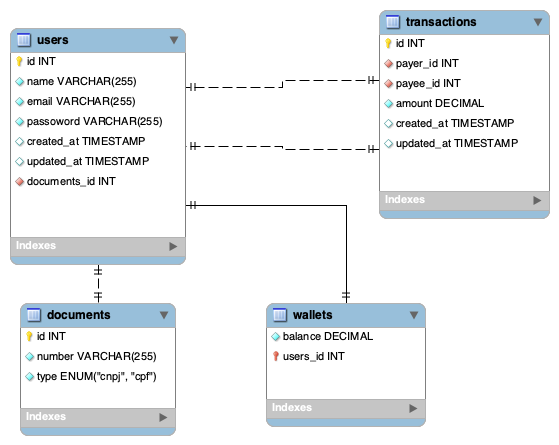 users
id INT
name VARCHAR(255)
email VARCHAR(255)
passoword VARCHAR(255)
created_at TIMESTAMP
updated_at TIMESTAMP
documents_id INT
Indexes
transactions
id INT
payer_id INT
payee_id INT
amount DECIMAL
created_at TIMESTAMP
updated_at TIMESTAMP
Indexes
documents
id INT
number VARCHAR(255)
type ENUM("cnpj", "cpf")
Indexes
wallets
balance DECIMAL
users_id INT
Indexes